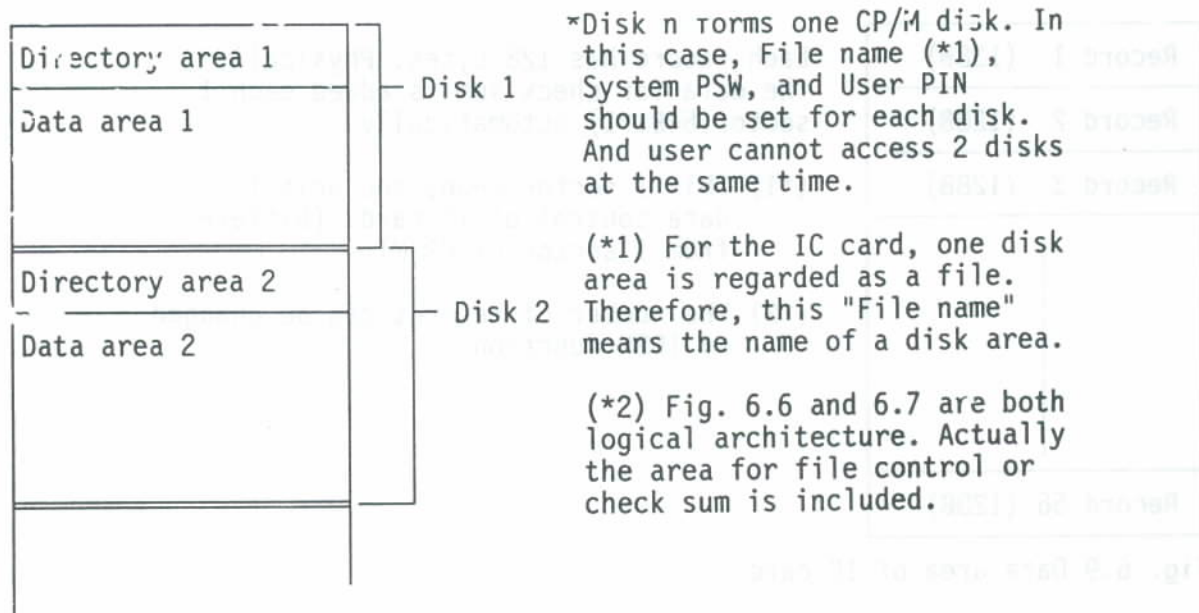 Directory area 1
Data area 1
Disk 1
Directory area 2
Disk 2
Data area 2
*Disk n forms one CP/M disk. In
this case, File name (*1),
System PSW, and User PIN
should be set for each disk.
And user cannot access 2 disks
at the same time.
(*1) For the IC card, one disk
area is regarded as a file.
Therefore, this "File name"
means the name of a disk area.
(*2) Fig. 6.6 and 6.7 are both
logical architecture. Actually
the area for file control or
check sum is included.